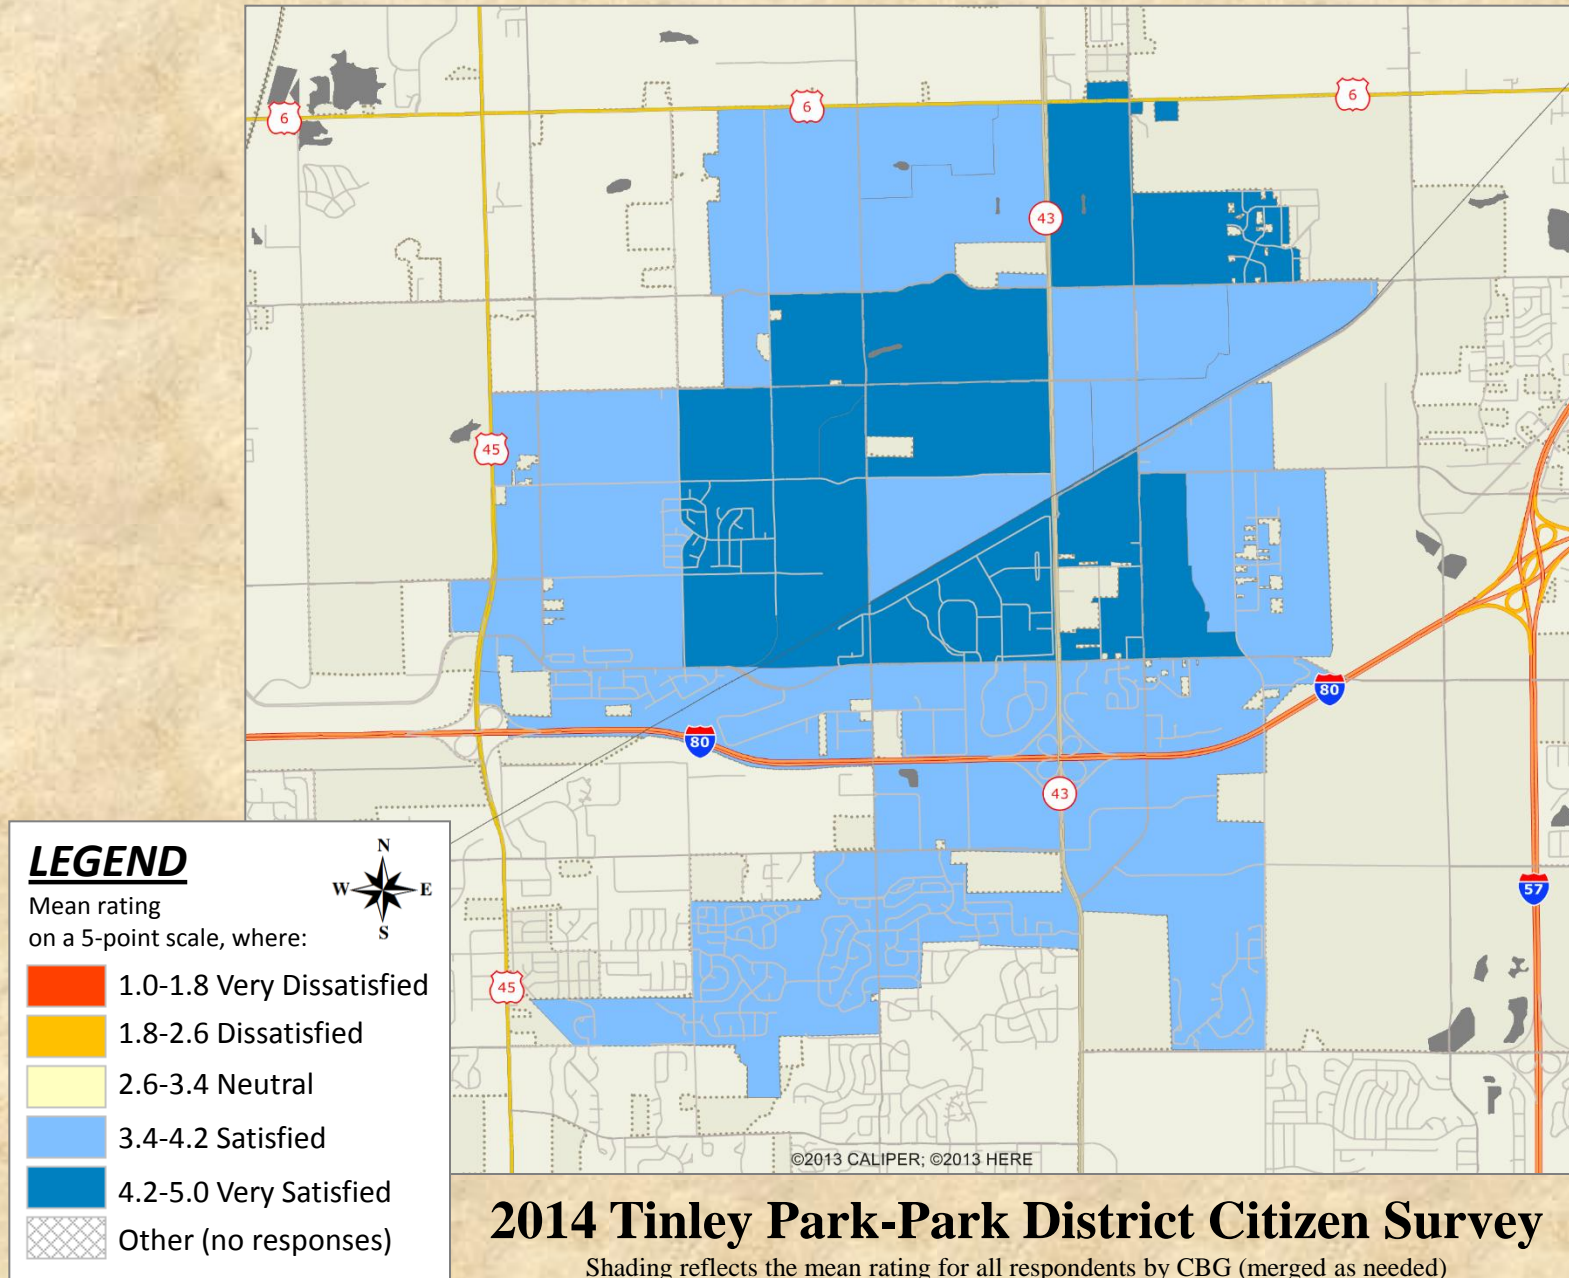 6
6
6
43
45
80
80
43
57
45
©2013 CALIPER; ©2013 HERE
LEGEND
N
W E
S
Mean rating
on a 5-point scale, where:
1.0-1.8 Very Dissatisfied
1.8-2.6 Dissatisfied
2.6-3.4 Neutral
3.4-4.2 Satisfied
4.2-5.0 Very Satisfied
Other (no responses)
2014 Tinley Park-Park District Citizen Survey
Shading reflects the mean rating for all respondents by CBG (merged as needed)